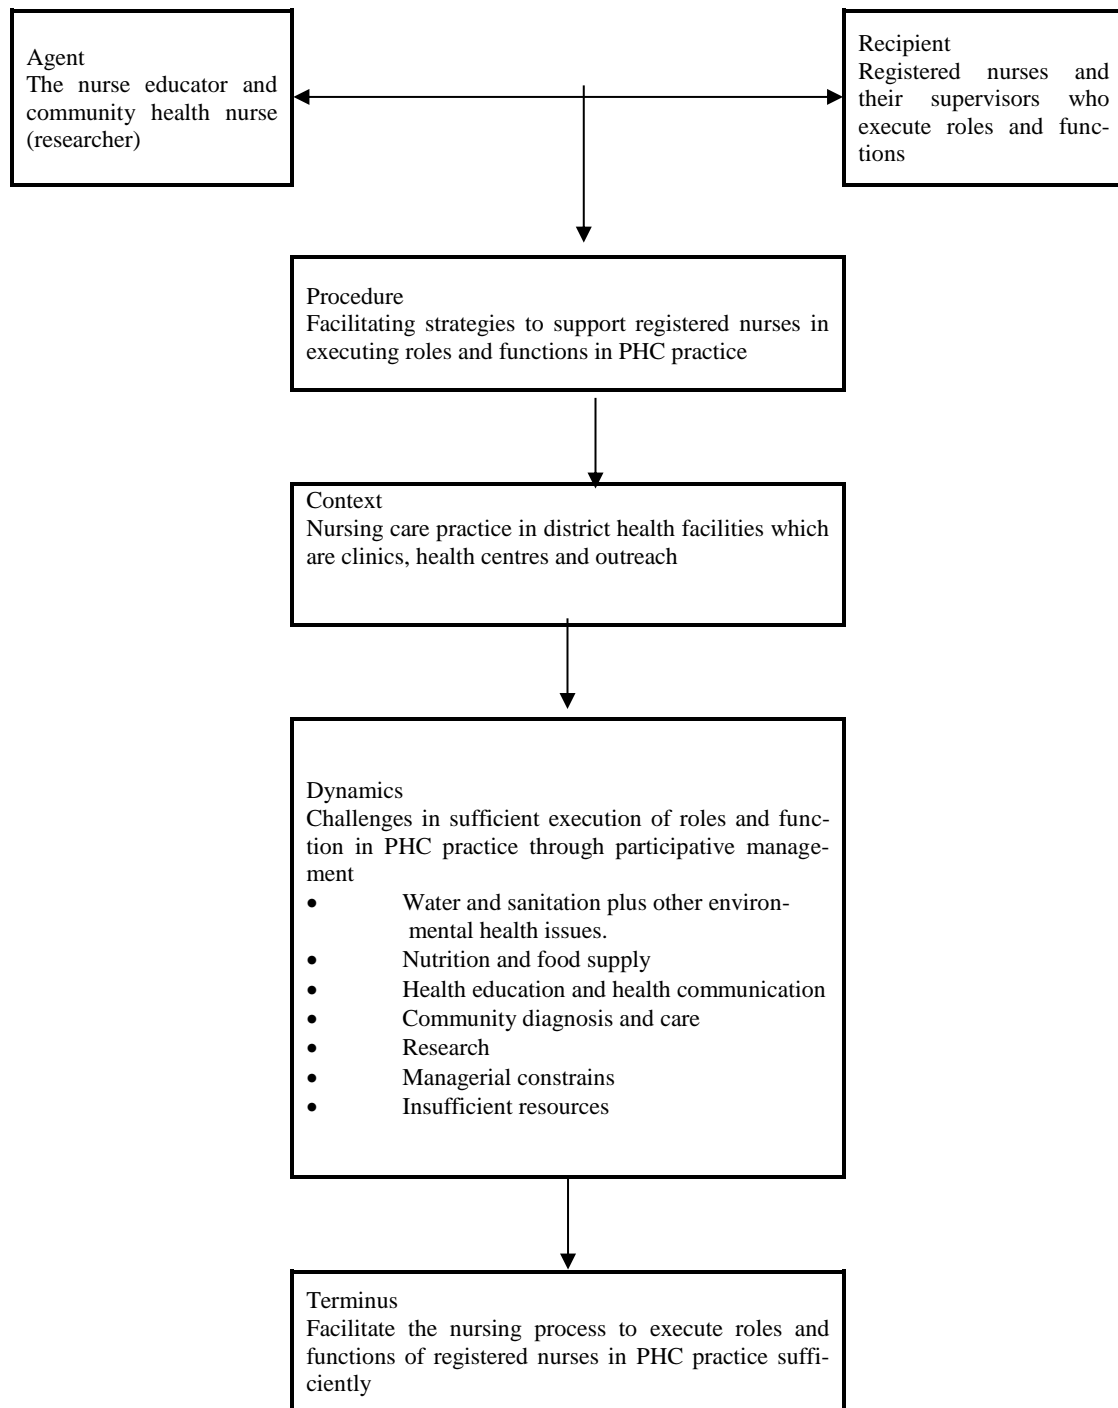 Agent
The nurse educator and
community health nurse
(researcher)
Recipient
Registered nurses and
their supervisors who
execute roles and func-
tions
Procedure
Facilitating strategies to support registered nurses in
executing roles and functions in PHC practice
Context
Nursing care practice in district health facilities which
are clinics, health centres and outreach
Dynamics
Challenges in sufficient execution of roles and func-
tion in PHC practice through participative manage-
ment
• Water and sanitation plus other environ-
mental health issues.
• Nutrition and food supply
• Health education and health communication
• Community diagnosis and care
• Research
• Managerial constrains
• Insufficient resources
Terminus
Facilitate the nursing process to execute roles and
functions of registered nurses in PHC practice suffi-
ciently